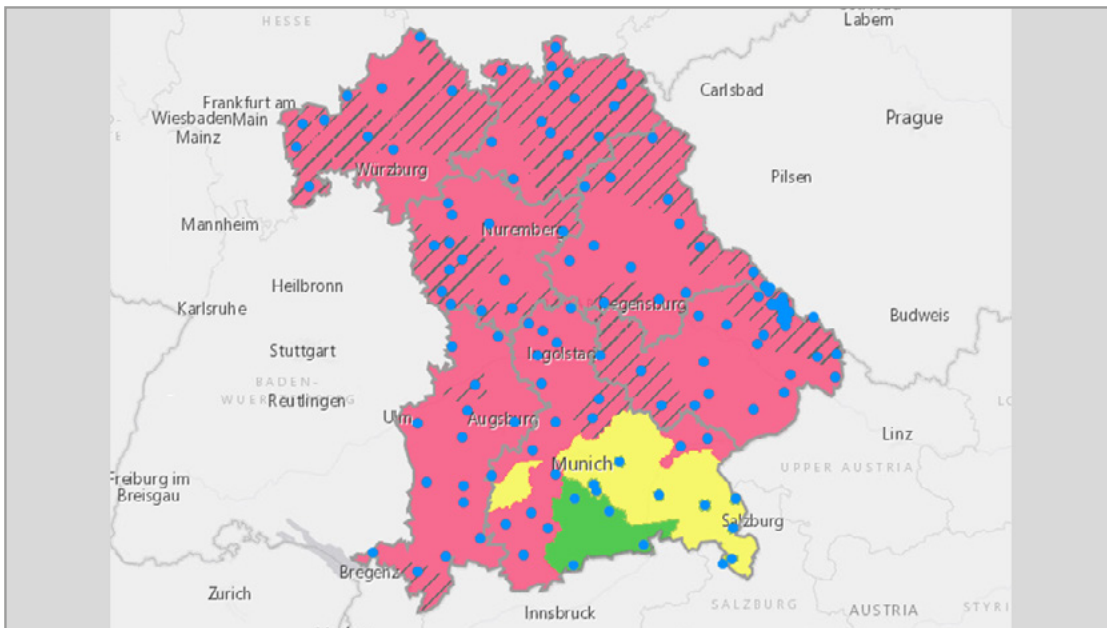 HESSE
Labem
Carlsbad
Frankfurt am
Wiesbaden Main
Mainz
Prague
Würzburg
Pilsen
Mannheim
Nuremberg
Heilbronn
Karlsruhe
Regensburg
Budweis
Stuttgart
Ingolstadt
BADEN-
WUERTTEMBERG
Reutlingen
Ulm
Augsburg
Linz
Munich
UPPER AUSTRIA
Freiburg im
Breisgau
Salzburg
Bregenz
Zurich
Innsbruck
SALZBURG
AUSTRIA
STYRI